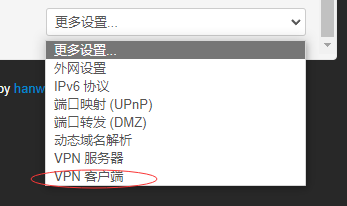 更多设置...
更多设置...
外网设置
IPv6 协议
by hanw
端口映射 (UPnP)
端口转发 (DMZ)
动态域名解析
VPN 服务器
VPN 客户端